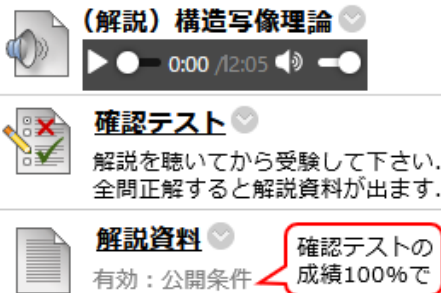 （解説）構造写像理論
0:00 /12:05
確認テスト
解説を聴いてから受験して下さい.
全問正解すると解説資料が出ます.
解説資料
有効：公開条件
確認テストの
成績100%で